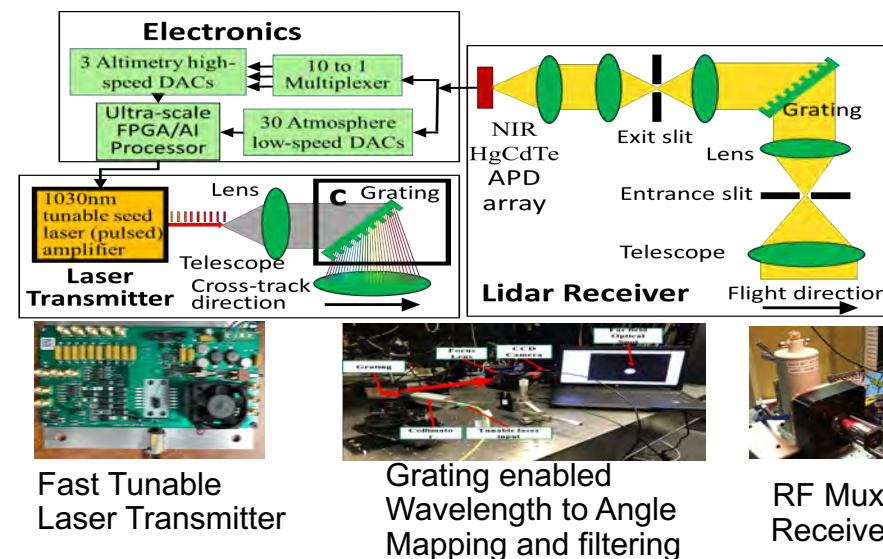 Electronics
3 Altimetry high-
speed DACs
10 to 1
Multiplexer
Ultra-scale
FPGA/AI
Processor
30 Atmosphere
low-speed DACs
1030nm
tunable seed
laser (pulsed)
amplifier
Laser
Transmitter
Lens
C
Grating
Telescope
Cross-track
direction
NIR
HgCdTe
APD
array
Exit slit
Grating
Lens
Entrance slit
Telescope
Lidar Receiver
Flight direction
Grating
Focus
Lens
CCD
Camera
Far field
Optical
Collimato
r
Tunable laser
input
Fast Tunable
Laser Transmitter
Grating enabled
Wavelength to Angle
Mapping and filtering
RF Mux
Receive